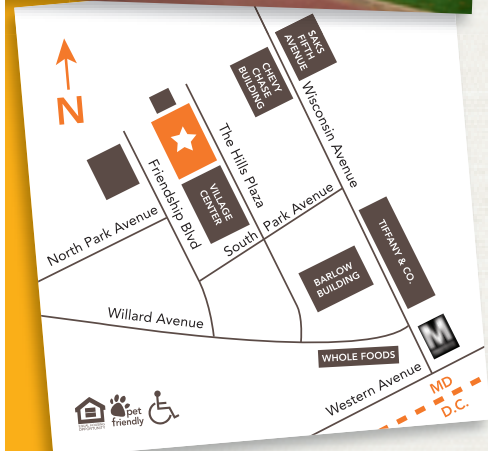 SAKS
FIFTH
AVENUE
CHEVY
CHASE
BUILDING
N
Wisconsin Avenue
The Hills Plaza
Friendship Blvd
VILLAGE
CENTER
North Park Avenue
South Park Avenue
TIFFANY & CO.
BARLOW
BUILDING
Willard Avenue
M
WHOLE FOODS
Western Avenue
MD
D.C.
pet
friendly